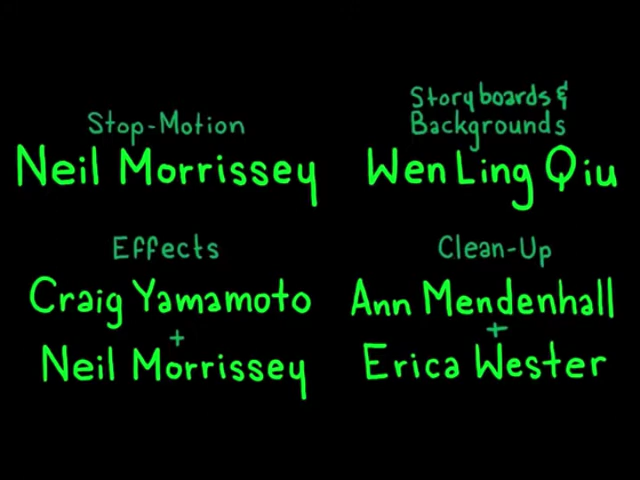 Stop-Motion
Neil Morrissey
Storyboards &
Backgrounds
Wen Ling Qiu
Effects
Craig Yamamoto
+
Neil Morrissey
Clean-Up
Ann Mendenhall
+
Erica Wester